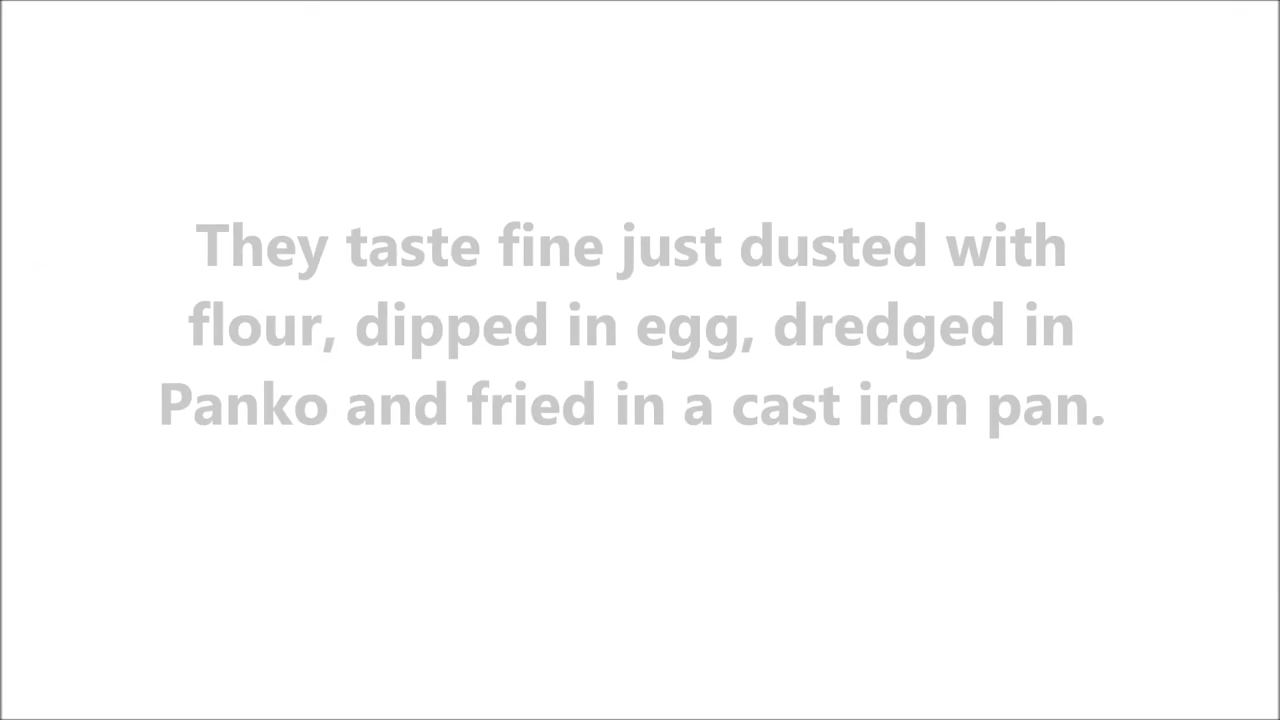 They taste fine just dusted with
flour, dipped in egg, dredged in
Panko and fried in a cast iron pan.